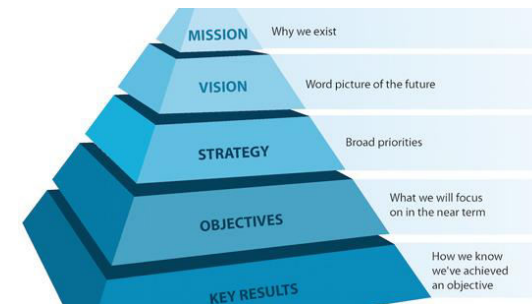 MISSION
Why we exist
VISION
Word picture of the future
STRATEGY
Broad priorities
OBJECTIVES
What we will focus
on in the near term
KEY RESULTS
How we know
we've achieved
an objective